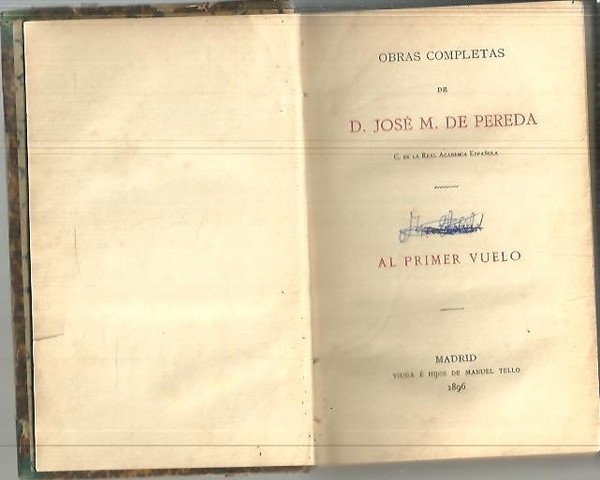 OBRAS COMPLETAS
DE
D. JOSÉ M. DE PEREDA
C. DE LA REAL ACADEMIA ESPAÑOLA
AL PRIMER VUELO
MADRID
VIUDA É HIJOS DE MANUEL TELLO
1896